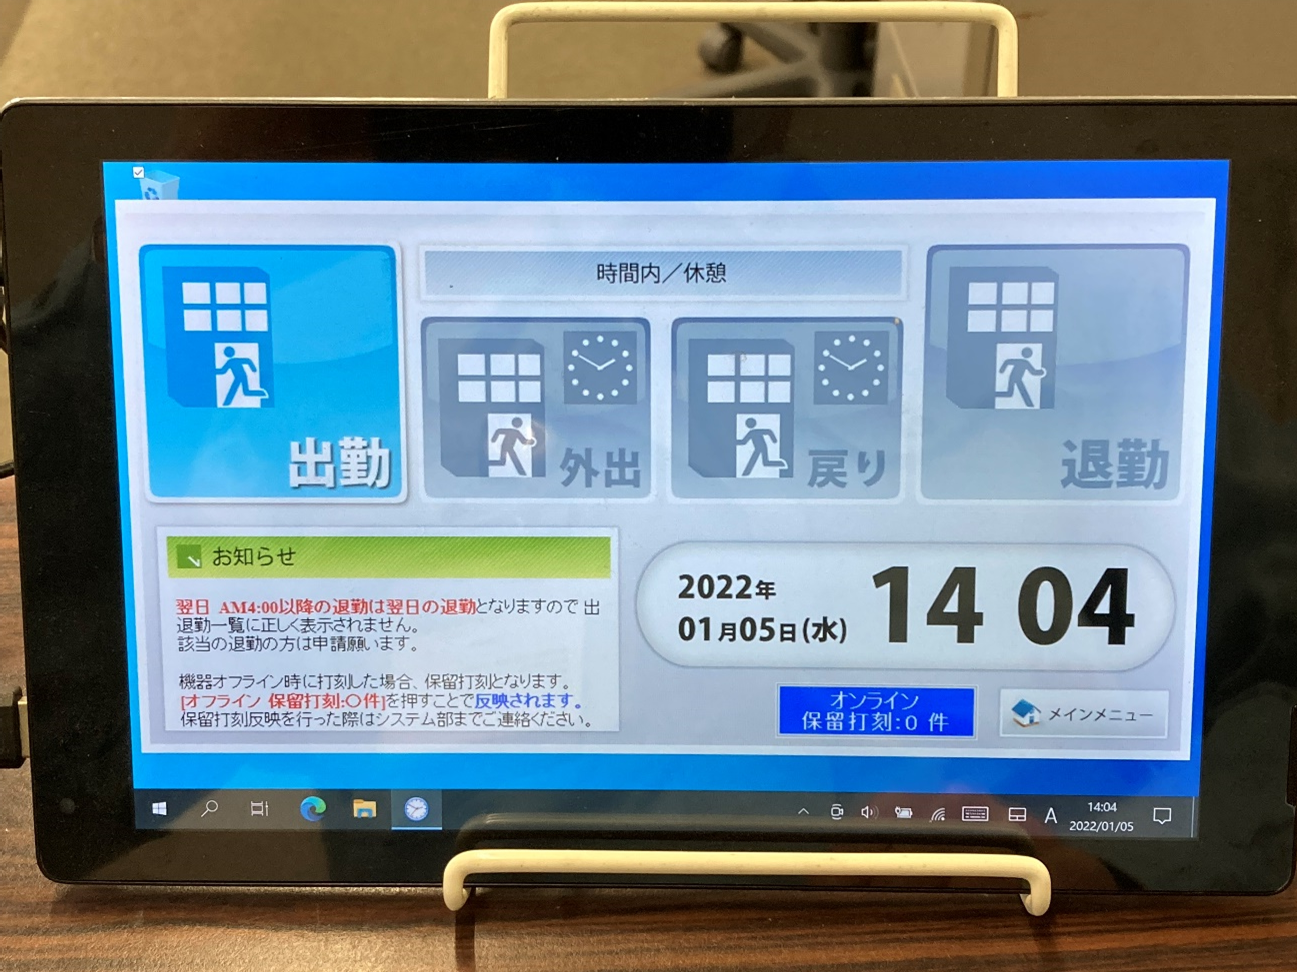 時間内／休憩
出勤
外出
戻り
退勤
お知らせ
翌日 AM4:00以降の退勤は翌日の退勤となりますので 出
退勤一覧に正しく表示されません。
該当の退勤の方は申請願います。
機器オフライン時に打刻した場合、保留打刻となります。
[オフライン 保留打刻:〇件]を押すことで反映されます。
保留打刻反映を行った際はシステム部までご連絡ください。
2022年
01月05日(水)
14 04
オンライン
保留打刻:0 件
メインメニュー
A
14:04
2022/01/05